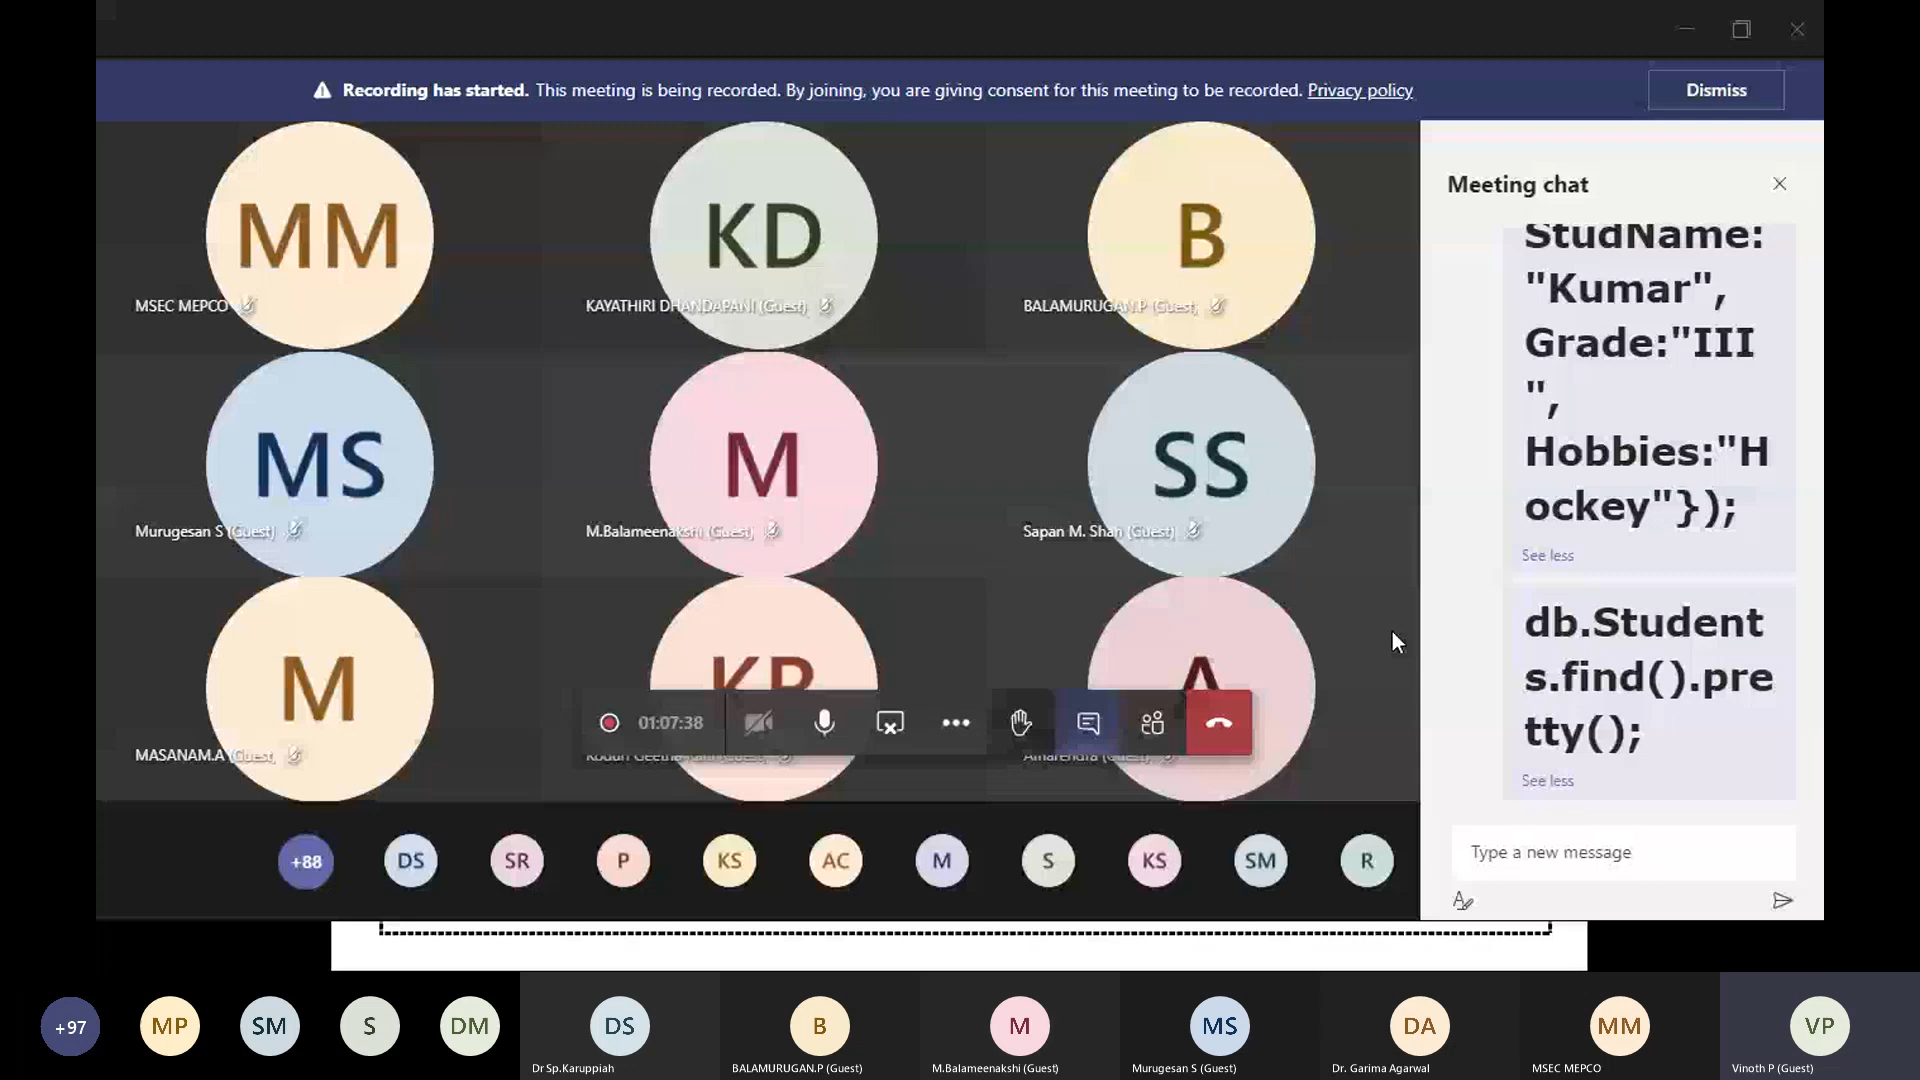 Recording has started. This meeting is being recorded. By joining, you are giving consent for this meeting to be recorded. Privacy policy
Dismiss
MM
KD
B
MSEC MEPCO
KAYATHIRI DHANDAPANI (Guest)
BALAMURUGAN.P (Guest)
MS
M
SS
Murugesan S (Guest)
M.Balameenakshi (Guest)
Sapan M. Shah (Guest)
M
A
MASANAM.A (Guest)
Amarendra (Guest)
01:07:38
+88
DS
SR
P
KS
AC
M
S
KS
SM
R
Meeting chat
StudName:
"Kumar",
Grade:"III
",
Hobbies:"H
ockey"});
See less
db.Student
s.find().pre
tty();
See less
Type a new message
+97
MP
SM
S
DM
DS
B
M
MS
DA
MM
VP
Dr Sp.Karuppiah
BALAMURUGAN.P (Guest)
M.Balameenakshi (Guest)
Murugesan S (Guest)
Dr. Garima Agarwal
MSEC MEPCO
Vinoth P (Guest)